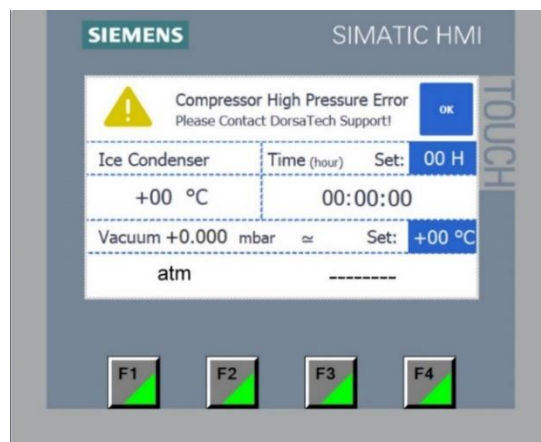 SIEMENS SIMATIC HMI
TOUCH
Compressor High Pressure Error
Please Contact DorsaTech Support!
OK
Ice Condenser Time (hour) Set: 00 H
+00 °C 00:00:00
Vacuum +0.000 mbar ≃ Set: +00 °C
atm --------
F1 F2 F3 F4